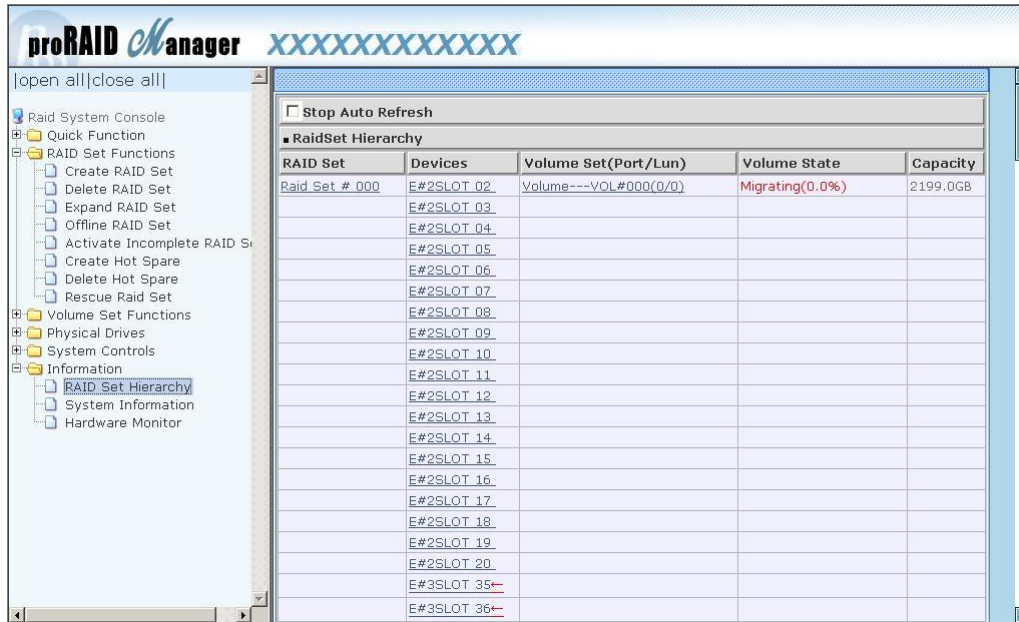 proRAID Manager XXXXXXXXXXXX
|open all|close all|
Raid System Console
Quick Function
RAID Set Functions
Create RAID Set
Delete RAID Set
Expand RAID Set
Offline RAID Set
Activate Incomplete RAID
Create Hot Spare
Delete Hot Spare
Rescue Raid Set
Volume Set Functions
Physical Drives
System Controls
Information
RAID Set Hierarchy
System Information
Hardware Monitor
Stop Auto Refresh
RaidSet Hierarchy
RAID Set Devices Volume Set(Port/Lun) Volume State Capacity
Raid Set # 000 E#2SLOT 02 Volume---VOL#000(0/0) Migrating(0.0%) 2199.0GB
E#2SLOT 03
E#2SLOT 04
E#2SLOT 05
E#2SLOT 06
E#2SLOT 07
E#2SLOT 08
E#2SLOT 09
E#2SLOT 10
E#2SLOT 11
E#2SLOT 12
E#2SLOT 13
E#2SLOT 14
E#2SLOT 15
E#2SLOT 16
E#2SLOT 17
E#2SLOT 18
E#2SLOT 19
E#2SLOT 20
E#3SLOT 35←
E#3SLOT 36←